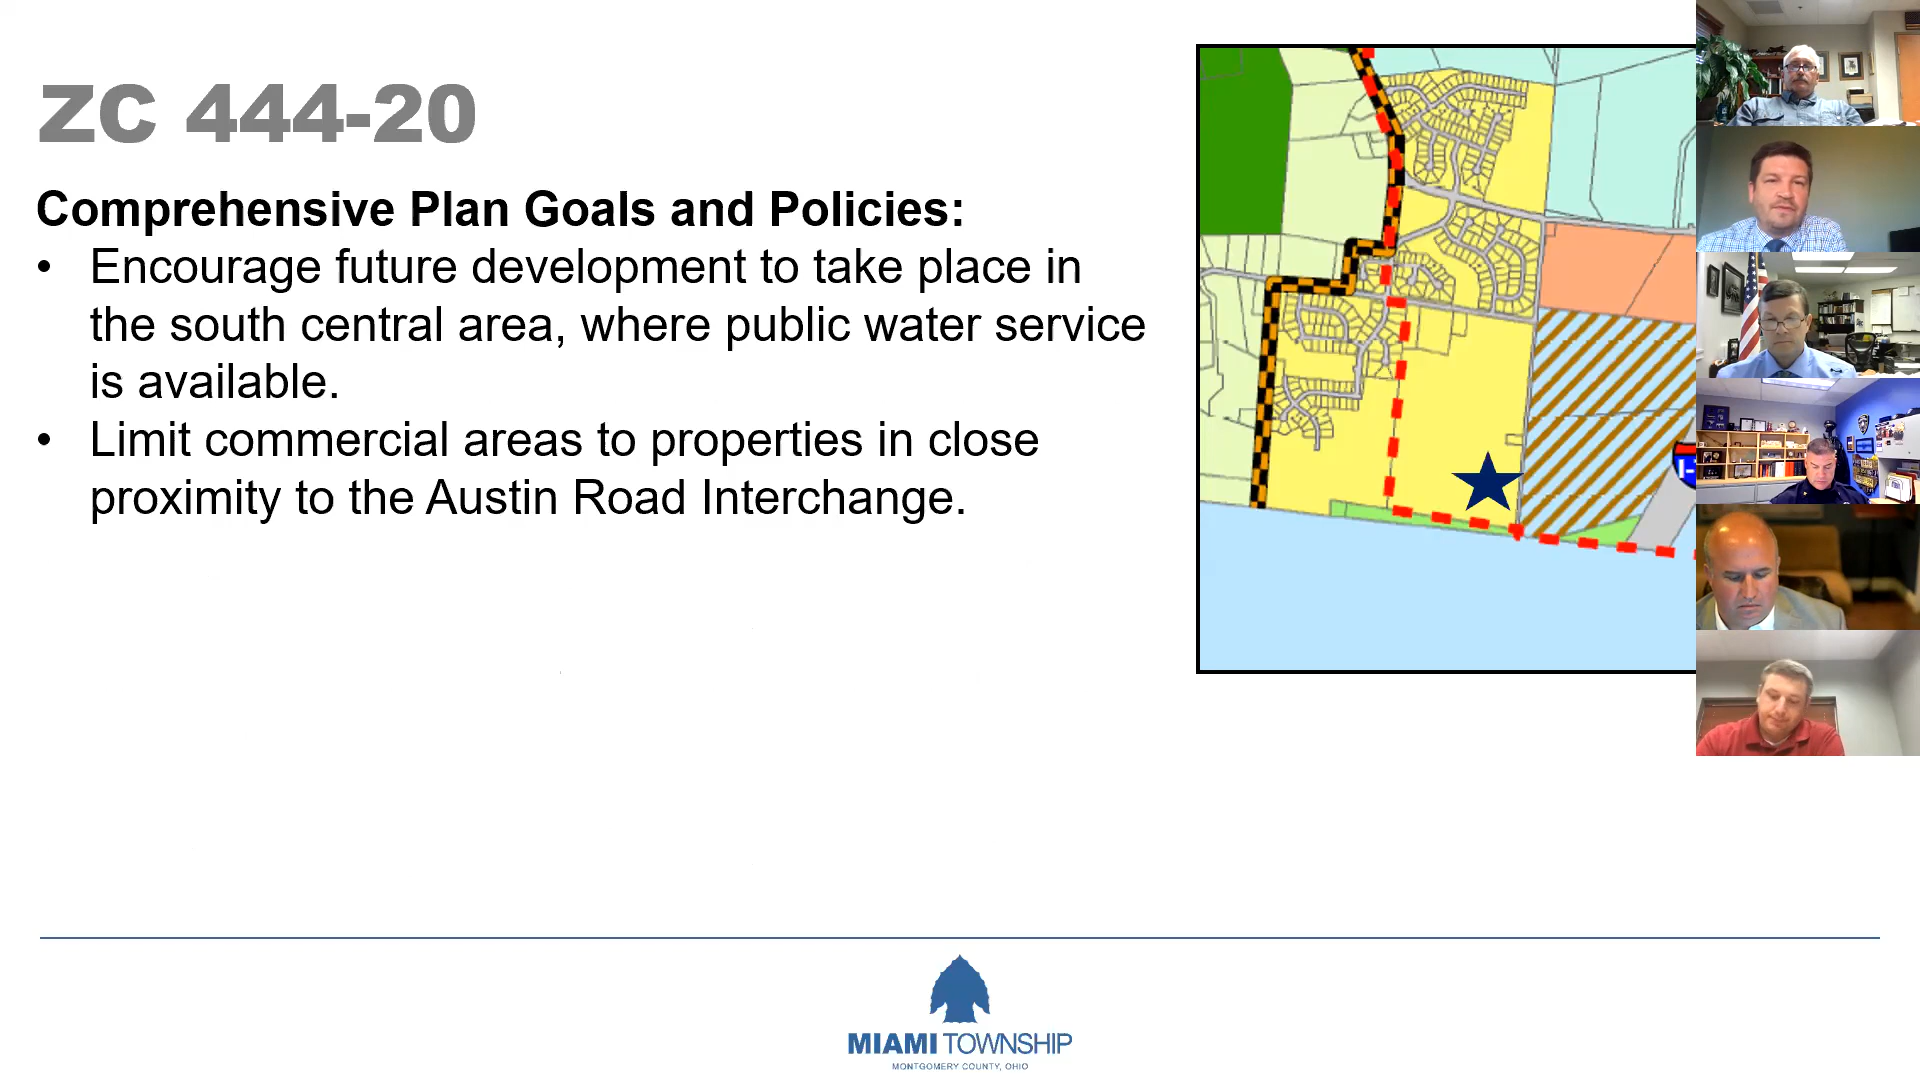 ZC 444-20
Comprehensive Plan Goals and Policies:
• Encourage future development to take place in
the south central area, where public water service
is available.
• Limit commercial areas to properties in close
proximity to the Austin Road Interchange.
MIAMI TOWNSHIP
MONTGOMERY COUNTY, OHIO